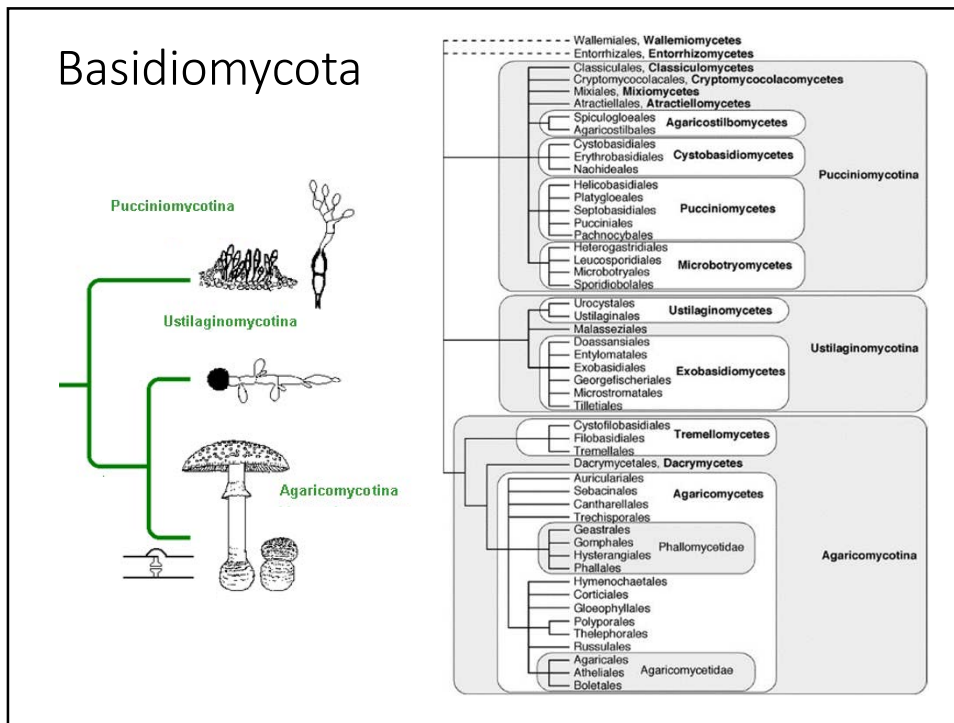 Basidiomycota
Pucciniomycotina
Ustilaginomycotina
Agaricomycotina
Wallemiales, Wallemiomycetes
Entorrhizales, Entorrhizomycetes
Classiculales, Classiculomycetes
Cryptomycocolacales, Cryptomycocolacomycetes
Mixiales, Mixiomycetes
Atractiellales, Atractiellomycetes
Spiculogloeales
Agaricostilbales
Agaricostilbomycetes
Cystobasidiales
Erythrobasidiales
Naohideales
Cystobasidiomycetes
Helicobasidiales
Platygloeales
Septobasidiales
Pucciniales
Pachnocybales
Pucciniomycetes
Heterogastridiales
Leucosporidiales
Microbotryales
Sporidiobolales
Microbotryomycetes
Pucciniomycotina
Urocystales
Ustilaginales
Ustilaginomycetes
Malasseziales
Doassansiales
Entylomatales
Exobasidiales
Georgefischeriales
Microstromatales
Tilletiales
Exobasidiomycetes
Ustilaginomycotina
Cystofilobasidiales
Filobasidiales
Tremellales
Tremellomycetes
Dacrymycetales, Dacrymycetes
Auriculariales
Sebacinales
Cantharellales
Trechisporales
Agaricomycetes
Geastrales
Gomphales
Hysterangiales
Phallales
Phallomycetidae
Hymenochaetales
Corticiales
Gloeophyllales
Polyporales
Thelephorales
Russulales
Agaricales
Atheliales
Boletales
Agaricomycetidae
Agaricomycotina